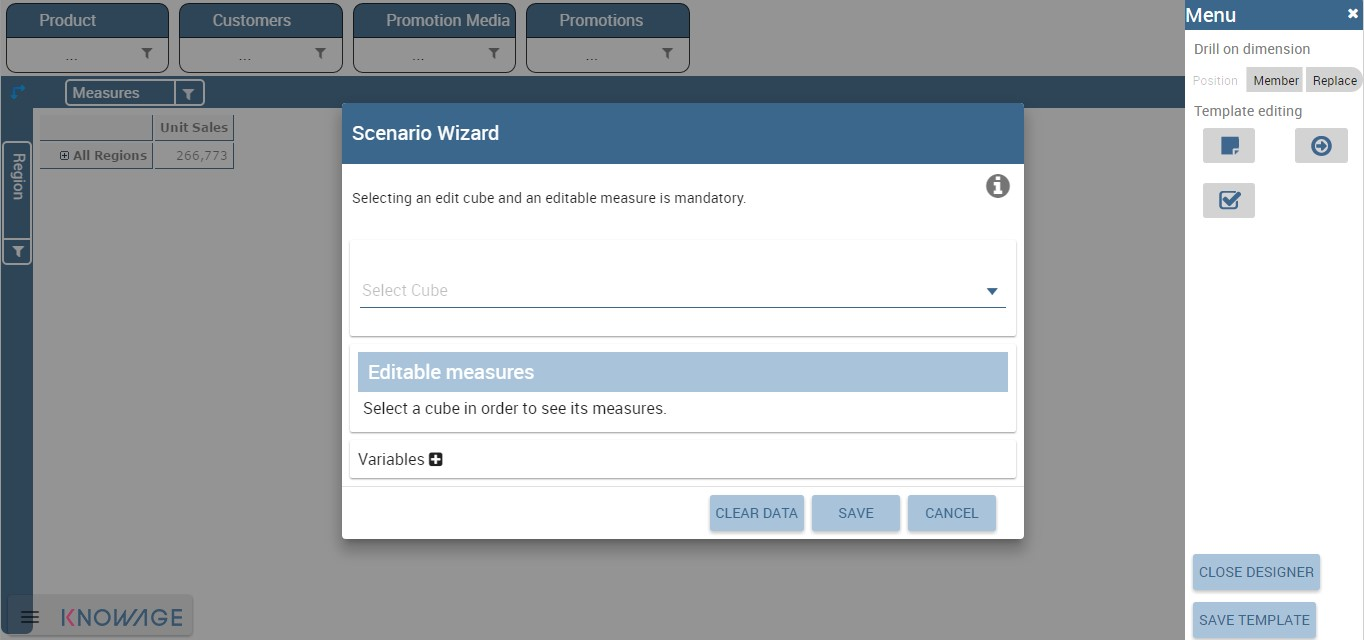 Product
Customers
Promotion Media
Promotions
...
...
...
...
Measures
Unit Sales
All Regions
266,773
Region
Scenario Wizard
Selecting an edit cube and an editable measure is mandatory.
Select Cube
Editable measures
Select a cube in order to see its measures.
Variables
CLEAR DATA
SAVE
CANCEL
KNOWAGE
Menu
Drill on dimension
Position
Member
Replace
Template editing
CLOSE DESIGNER
SAVE TEMPLATE